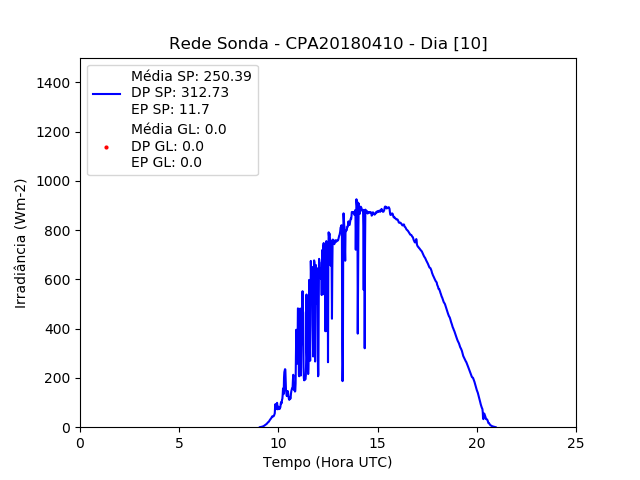 Rede Sonda - CPA20180410 - Dia [10]
Média SP: 250.39
DP SP: 312.73
EP SP: 11.7
Média GL: 0.0
DP GL: 0.0
EP GL: 0.0
Irradiância (Wm-2)
1400
1200
1000
800
600
400
200
0
0 5 10 15 20 25
Tempo (Hora UTC)